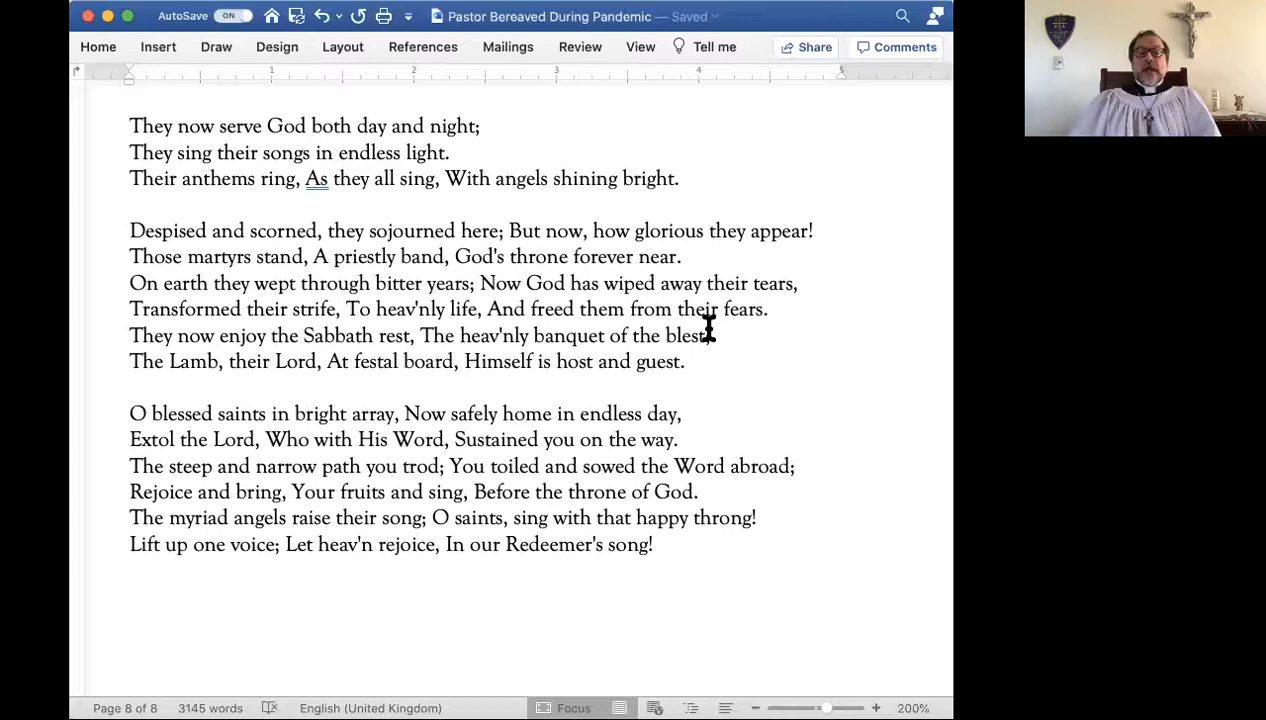 AutoSave ON Pastor Bereaved During Pandemic — Saved
Home Insert Draw Design Layout References Mailings Review View Tell me Share Comments
1 2 3 4 5
They now serve God both day and night;
They sing their songs in endless light.
Their anthems ring, As they all sing, With angels shining bright.
Despised and scorned, they sojourned here; But now, how glorious they appear!
Those martyrs stand, A priestly band, God's throne forever near.
On earth they wept through bitter years; Now God has wiped away their tears,
Transformed their strife, To heav'nly life, And freed them from their fears.
They now enjoy the Sabbath rest, The heav'nly banquet of the blest;
The Lamb, their Lord, At festal board, Himself is host and guest.
O blessed saints in bright array, Now safely home in endless day,
Extol the Lord, Who with His Word, Sustained you on the way.
The steep and narrow path you trod; You toiled and sowed the Word abroad;
Rejoice and bring, Your fruits and sing, Before the throne of God.
The myriad angels raise their song; O saints, sing with that happy throng!
Lift up one voice; Let heav'n rejoice, In our Redeemer's song!
Page 8 of 8 3145 words English (United Kingdom) Focus 200%